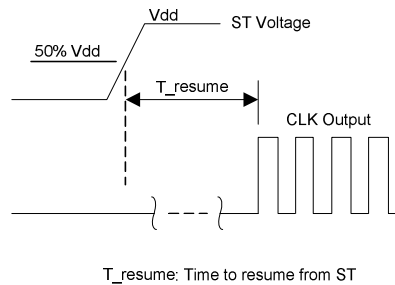 Vdd
ST Voltage
50% Vdd
T_resume
CLK Output
T_resume: Time to resume from ST